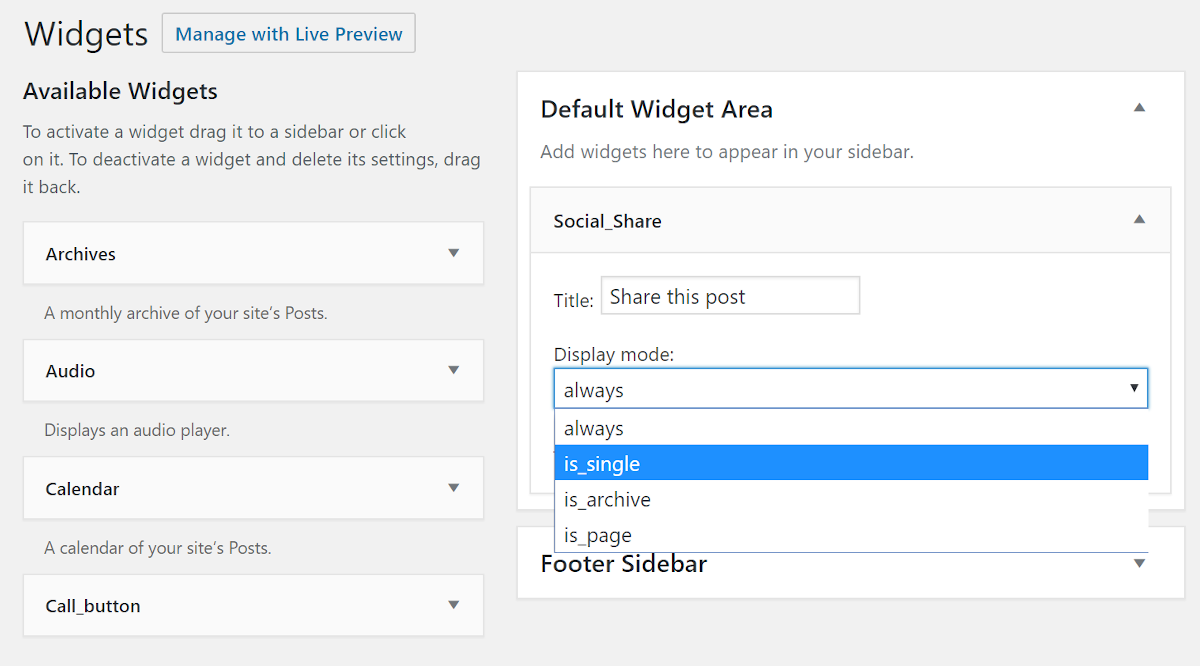 Widgets
Manage with Live Preview
Available Widgets
To activate a widget drag it to a sidebar or click
on it. To deactivate a widget and delete its settings, drag
it back.
Archives
A monthly archive of your site’s Posts.
Audio
Displays an audio player.
Calendar
A calendar of your site’s Posts.
Call_button
Default Widget Area
Add widgets here to appear in your sidebar.
Social_Share
Title: Share this post
Display mode:
always
always
is_single
is_archive
is_page
Footer Sidebar